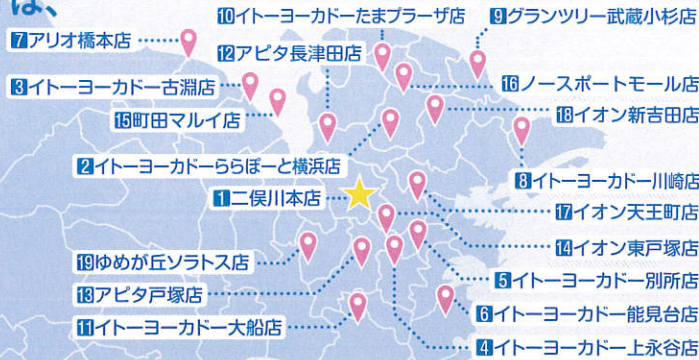 は、
10イトーヨーカドーたまプラーザ店
9グランツリー武蔵小杉店
7アリオ橋本店
12アピタ長津田店
3イトーヨーカドー古淵店
16ノースポートモール店
15町田マルイ店
18イオン新吉田店
2イトーヨーカドーららぽーと横浜店
8イトーヨーカドー川崎店
1二俣川本店
17イオン天王町店
14イオン東戸塚店
19ゆめが丘ソラトス店
5イトーヨーカドー別所店
13アピタ戸塚店
6イトーヨーカドー能見台店
11イトーヨーカドー大船店
4イトーヨーカドー上永谷店